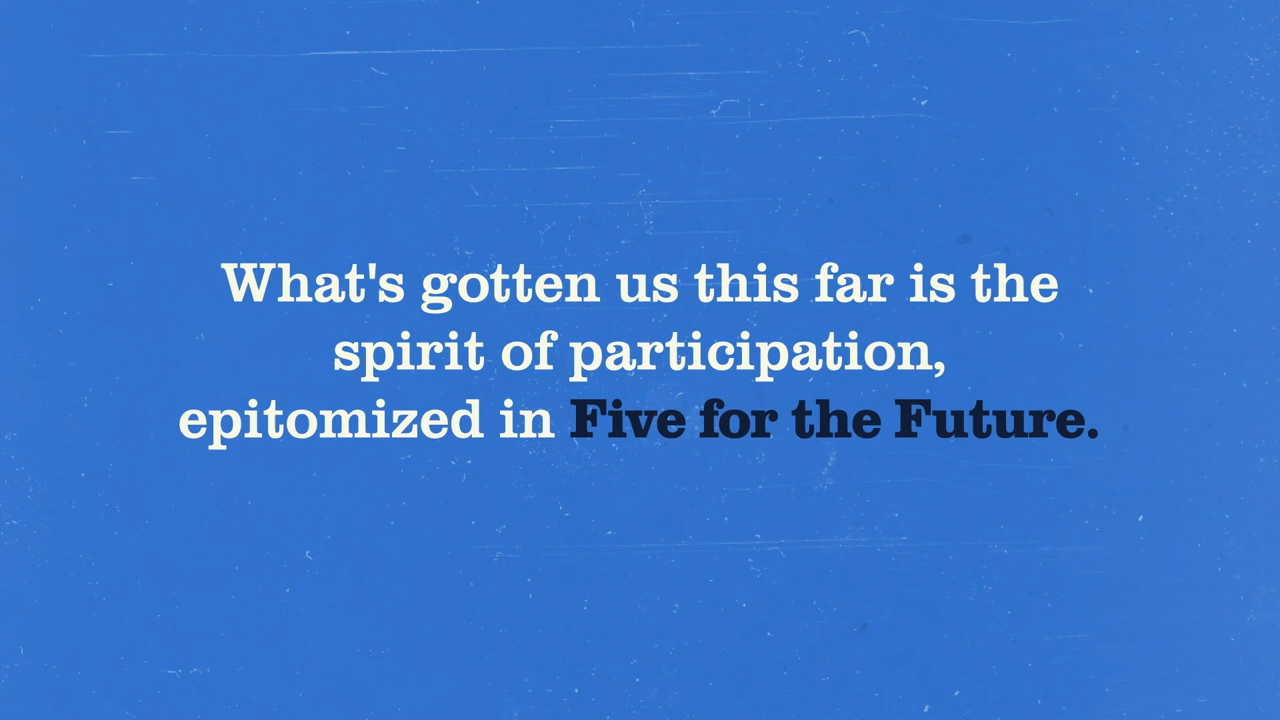 What's gotten us this far is the
spirit of participation,
epitomized in Five for the Future.